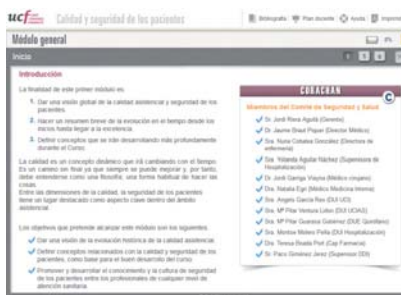 ucf Calidad y seguridad de los pacientes
Bibliografía Plan docente Ayuda Imprimir
Módulo general
0%
Inicio
Introducción
La finalidad de este primer módulo es:
1. Dar una visión global de la calidad asistencial y seguridad de los
pacientes.
2. Hacer un resumen breve de la evolución en el tiempo desde los
inicios hasta llegar a la excelencia.
3. Definir conceptos que se irán desarrollando más profundamente
durante el Curso.
La calidad es un concepto dinámico que irá cambiando con el tiempo.
Es un camino sin final ya que siempre se puede mejorar y, por tanto,
debe entenderse como una filosofía, una forma habitual de hacer las
cosas.
Entre las dimensiones de la calidad, la seguridad de los pacientes
tiene un lugar destacado como aspecto clave dentro del ámbito
asistencial.
Los objetivos que pretende alcanzar este módulo son los siguientes:
Dar una visión de la evolución histórica de la calidad asistencial.
Definir conceptos relacionados con la calidad y seguridad de los
pacientes, como base para el buen desarrollo del curso.
Promover y desarrollar el conocimiento y la cultura de seguridad
de los pacientes entre los profesionales de cualquier nivel de
atención sanitaria.
CORACHAN
Miembros del Comité de Seguridad y Salud
Sr. Jordi Riera Aguilà (Gerente)
Dr. Jaume Braut Piquer (Director Médico)
Sra. Nuria Cebalos González (Directora de
enfermería)
Sra. Yolanda Aguilar Náchez (Supervisora de
Hospitalización)
Dr. Jordi Garriga Viayna (Médico cirujano)
Dra. Natalia Egri (Médico Medicina Interna)
Sra. Angels García Res (DUI UCI)
Sra. Mª Pilar Ventura Lobo (DUI UCIAS)
Sra. Mª Pilar Guarasa Gutiérrez (DUE Quirófano)
Sra. Montse Motero Peña (DUI Hospitalización)
Dra. Teresa Boada Pret (Cap Farmacia)
Sr. Paco Giménez Jerez (Supervisor DDI)